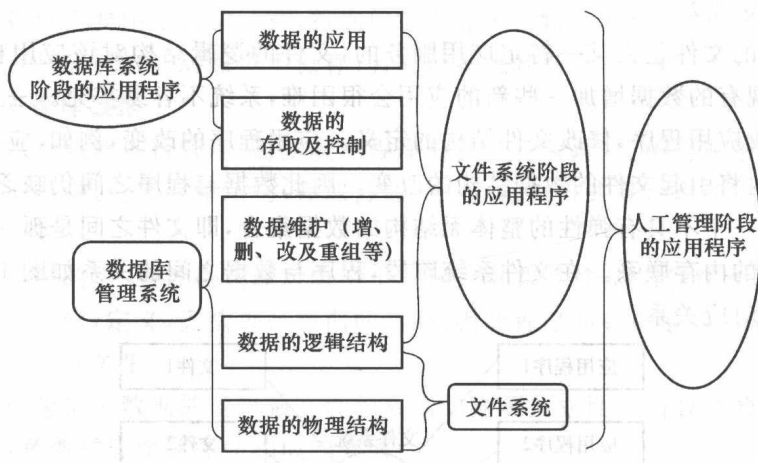 数据库系统
阶段的应用程序
数据的应用
数据的
存取及控制
数据维护（增、
删、改及重组等）
数据的逻辑结构
数据的物理结构
数据库
管理系统
文件系统阶段
的应用程序
文件系统
人工管理阶段
的应用程序